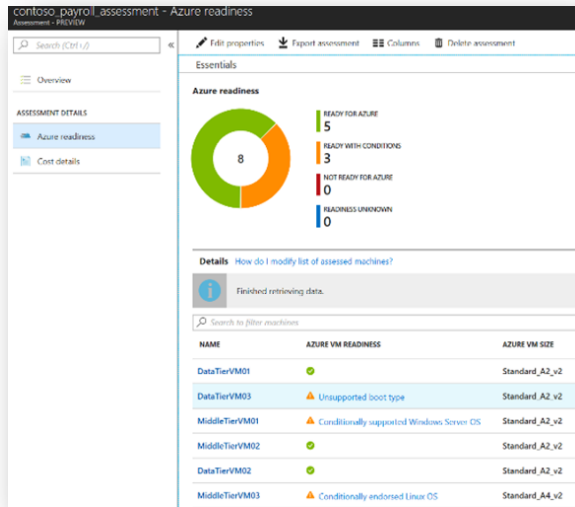 contoso_payroll_assessment - Azure readiness
Assessment - PREVIEW
Search (Ctrl+/)
Edit properties Export assessment Columns Delete assessment
Essentials
Overview
ASSESSMENT DETAILS
Azure readiness
Cost details
Azure readiness
8
READY FOR AZURE
5
READY WITH CONDITIONS
3
NOT READY FOR AZURE
0
READINESS UNKNOWN
0
Details How do I modify list of assessed machines?
Finished retrieving data.
Search to filter machines
NAME AZURE VM READINESS AZURE VM SIZE
DataTierVM01 Standard_A2_v2
DataTierVM03 Unsupported boot type Standard_A2_v2
MiddleTierVM01 Conditionally supported Windows Server OS Standard_A2_v2
MiddleTierVM02 Standard_A2_v2
DataTierVM02 Standard_A2_v2
MiddleTierVM03 Conditionally endorsed Linux OS Standard_A4_v2